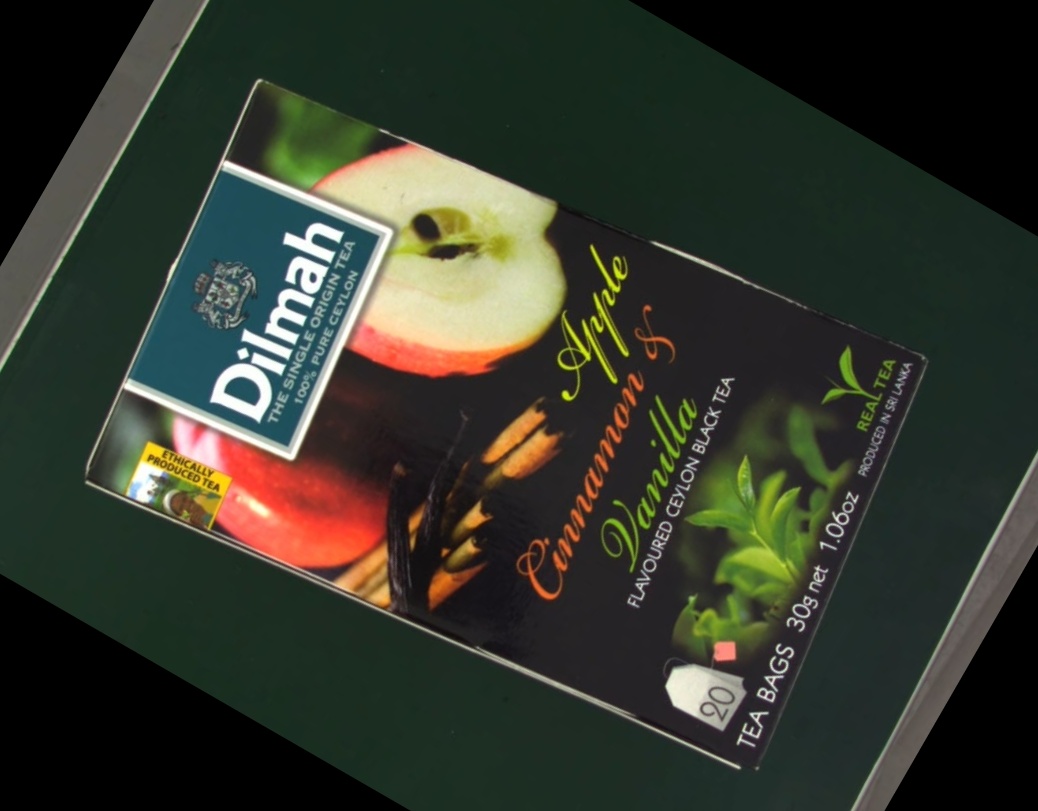 Dilmah
THE SINGLE ORIGIN TEA
100% PURE CEYLON
ETHICALLY
PRODUCED TEA
Apple
Cinnamon &
Vanilla
FLAVOURED CEYLON BLACK TEA
REAL TEA
PRODUCED IN SRI LANKA
20
TEA BAGS 30g net 1.06oz